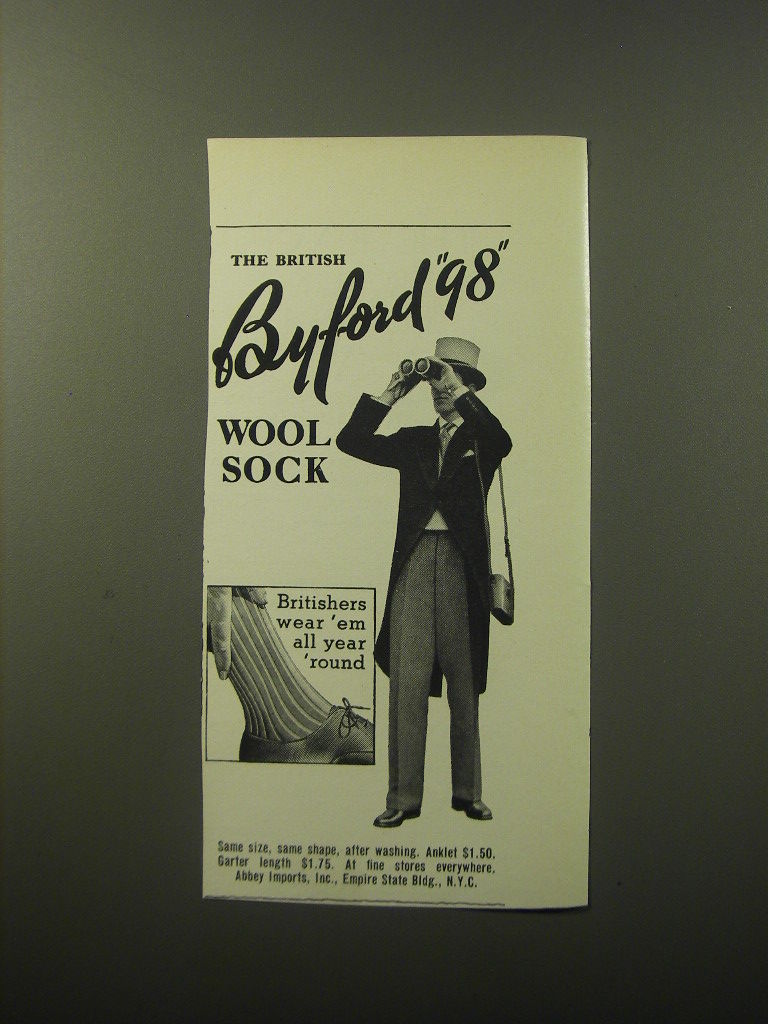 THE BRITISH
Byford "98"
WOOL
SOCK
Britishers
wear 'em
all year
'round
Same size, same shape, after washing. Anklet $1.50.
Garter length $1.75. At fine stores everywhere.
Abbey Imports, Inc., Empire State Bldg., N.Y.C.